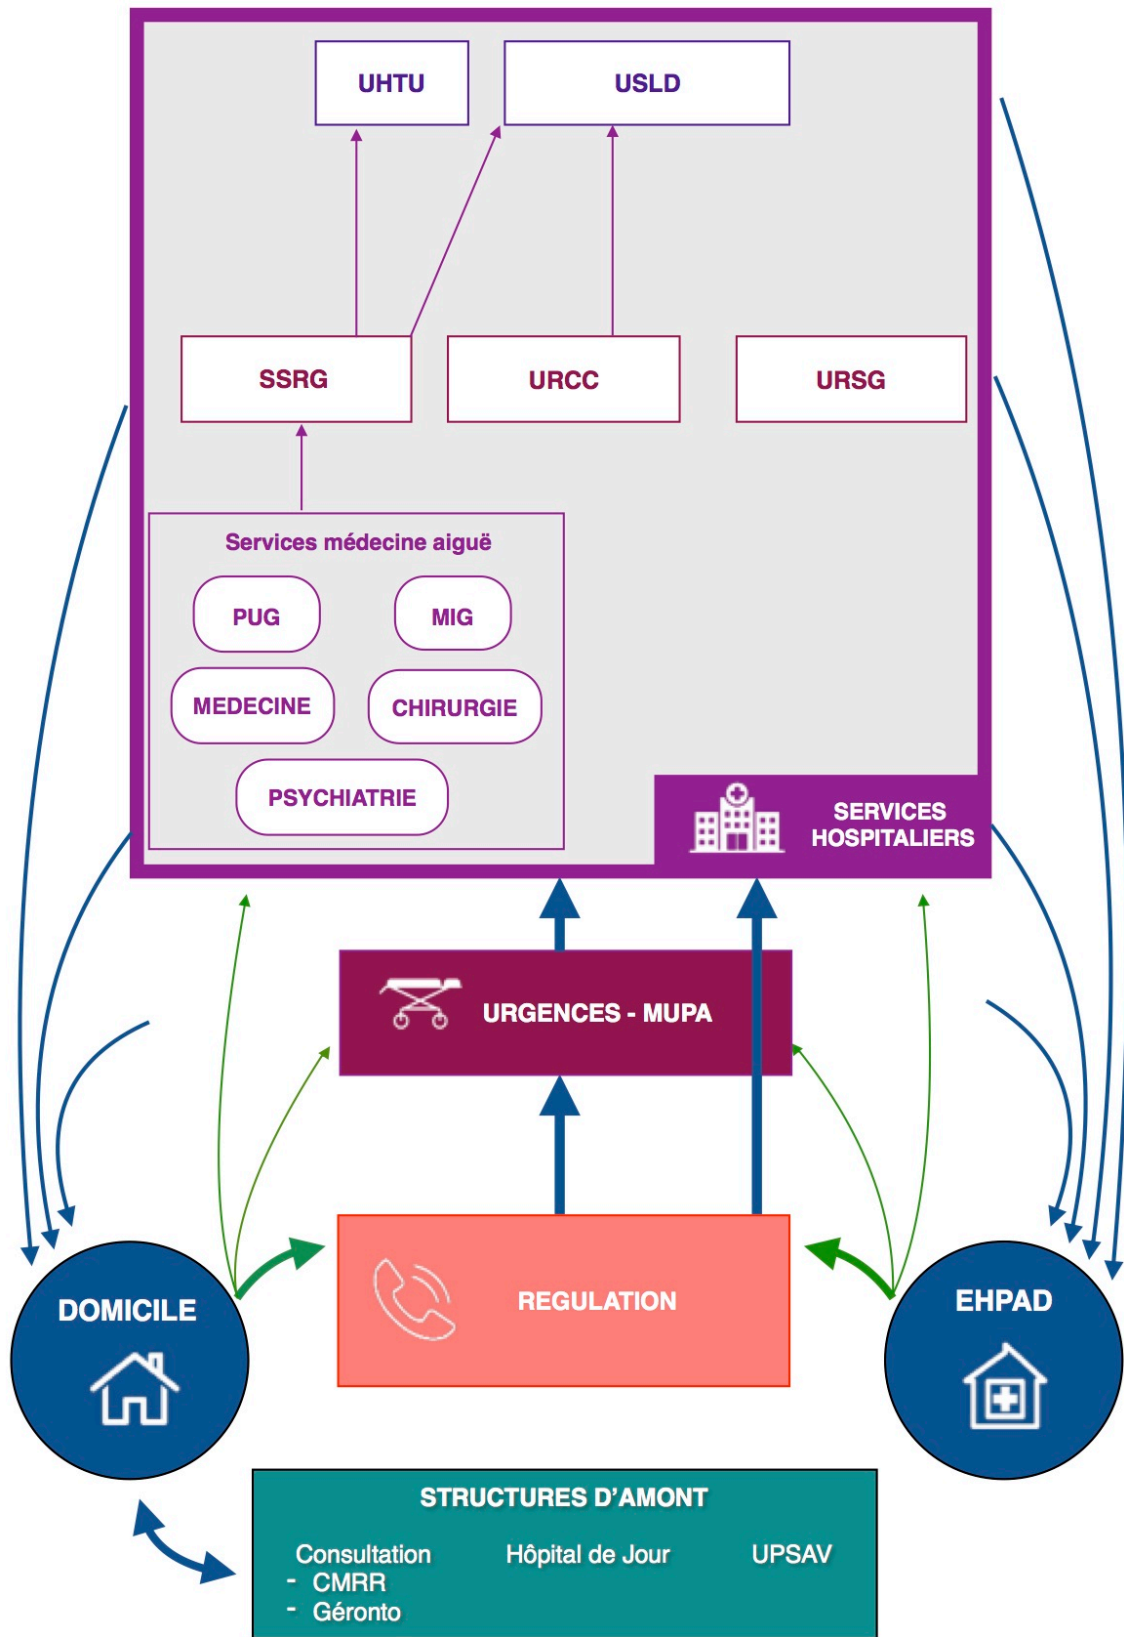 UHTU
USLD
SSRG
URCC
URSG
Services médecine aiguë
PUG
MIG
MEDECINE
CHIRURGIE
PSYCHIATRIE
SERVICES
HOSPITALIERS
URGENCES - MUPA
REGULATION
DOMICILE
EHPAD
STRUCTURES D’AMONT
Consultation
- CMRR
- Géronto
Hôpital de Jour
UPSAV